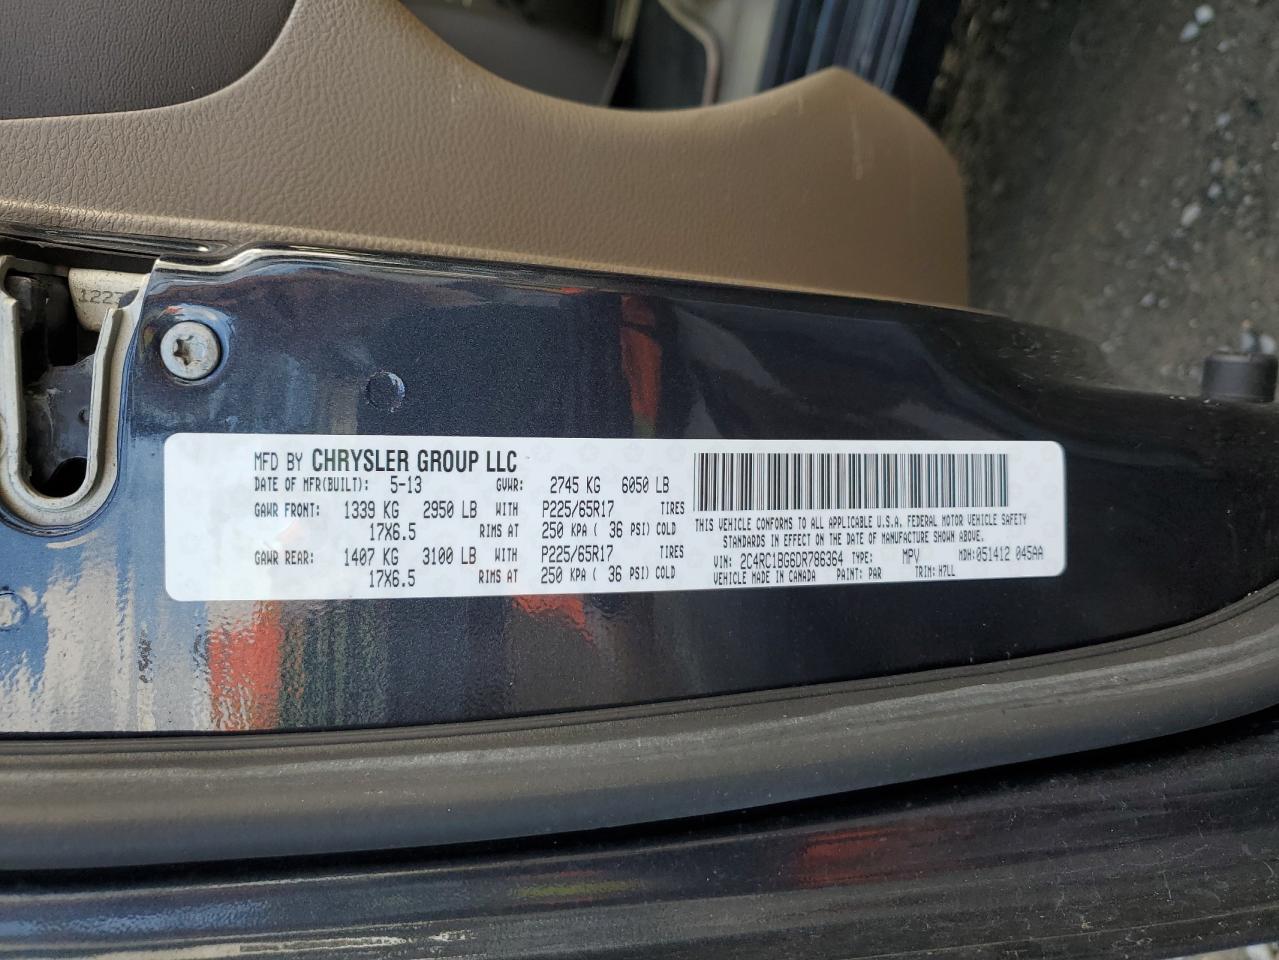 1227
MFD BY CHRYSLER GROUP LLC
DATE OF MFR(BUILT): 5-13 GVWR: 2745 KG 6050 LB
GAWR FRONT: 1339 KG 2950 LB WITH P225/65R17 TIRES
17X6.5 RIMS AT 250 KPA ( 36 PSI) COLD
GAWR REAR: 1407 KG 3100 LB WITH P225/65R17 TIRES
17X6.5 RIMS AT 250 KPA ( 36 PSI) COLD
THIS VEHICLE CONFORMS TO ALL APPLICABLE U.S.A. FEDERAL MOTOR VEHICLE SAFETY
STANDARDS IN EFFECT ON THE DATE OF MANUFACTURE SHOWN ABOVE.
VIN: 2C4RC1BG6DR786364 TYPE: MPV MDH: 051412 045AA
VEHICLE MADE IN CANADA PAINT: PAR TRIM: H7LL